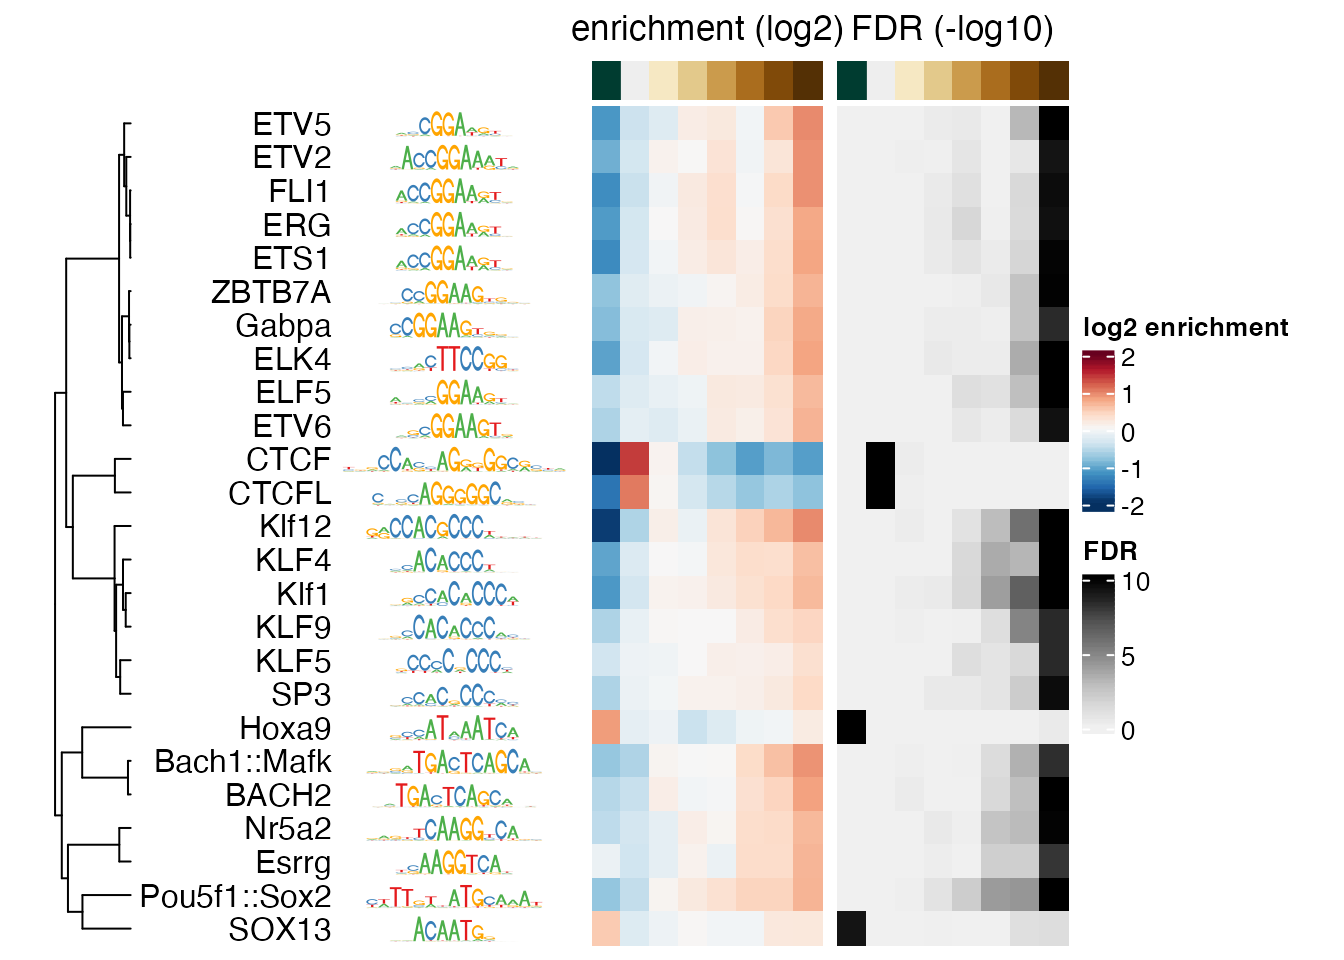 enrichment (log2) FDR (-log10)
ETV5
ETV2
FLI1
ERG
ETS1
ZBTB7A
Gabpa
ELK4
ELF5
ETV6
CTCF
CTCFL
Klf12
KLF4
Klf1
KLF9
KLF5
SP3
Hoxa9
Bach1::Mafk
BACH2
Nr5a2
Esrrg
Pou5f1::Sox2
SOX13
log2 enrichment
2
1
0
-1
-2
FDR
10
5
0